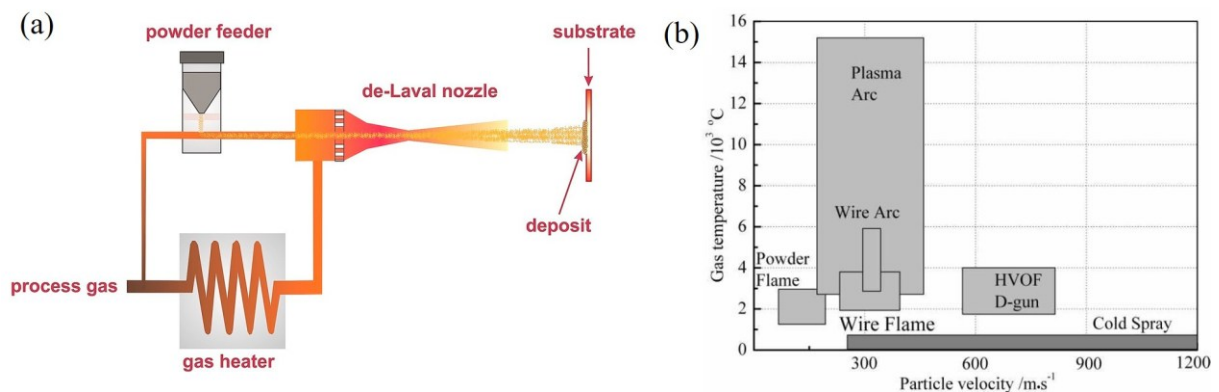 (a)
powder feeder
substrate
de-Laval nozzle
deposit
process gas
gas heater
(b)
Gas temperature /10³ °C
16
14
12
10
8
6
4
2
0
Plasma
Arc
Wire Arc
Powder
Flame
HVOF
D-gun
Wire Flame
Cold Spray
300
600
900
1200
Particle velocity /m.s⁻¹